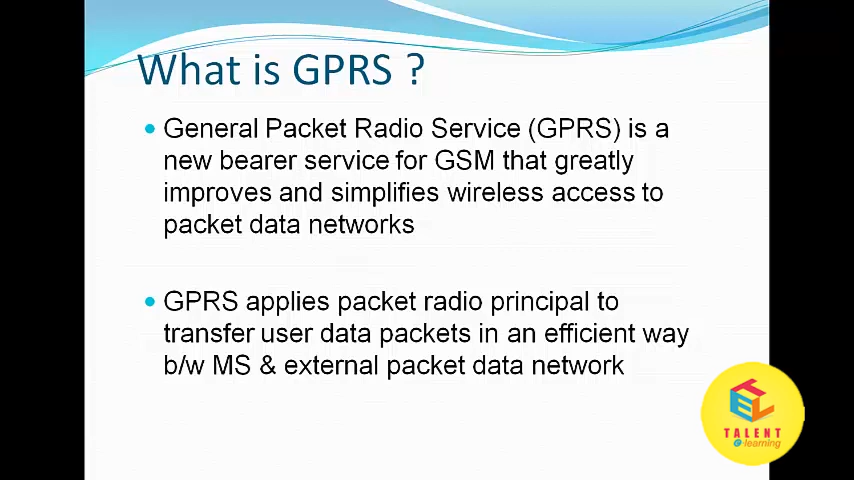 What is GPRS ?
General Packet Radio Service (GPRS) is a
new bearer service for GSM that greatly
improves and simplifies wireless access to
packet data networks
GPRS applies packet radio principal to
transfer user data packets in an efficient way
b/w MS & external packet data network
TEL
TALENT
e-learning